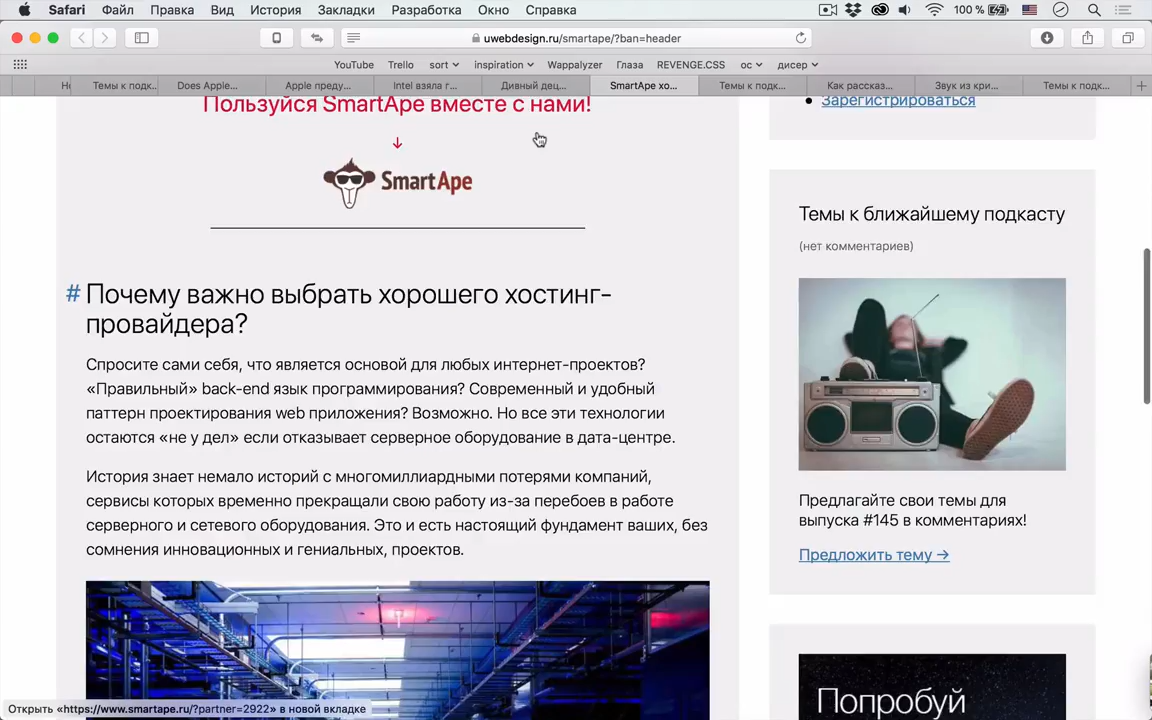 Safari Файл Правка Вид История Закладки Разработка Окно Справка 100 %
uwebdesign.ru/smartape/?ban=header
YouTube Trello sort inspiration Wappalyzer Глаза REVENGE.CSS ос дисер
Темы к подк... Does Apple... Apple преду... Intel взяла г... Дивный дец... SmartApe хо... Темы к подк... Как расказ... Звук из кри... Темы к подк...
Пользуйся SmartApe вместе с нами!
↓
SmartApe
# Почему важно выбрать хорошего хостинг-
провайдера?
Спросите сами себя, что является основой для любых интернет-проектов?
«Правильный» back-end язык программирования? Современный и удобный
паттерн проектирования web приложения? Возможно. Но все эти технологии
остаются «не у дел» если отказывает серверное оборудование в дата-центре.
История знает немало историй с многомиллиардными потерями компаний,
сервисы которых временно прекращали свою работу из-за перебоев в работе
серверного и сетевого оборудования. Это и есть настоящий фундамент ваших, без
сомнения инновационных и гениальных, проектов.
Зарегистрироваться
Темы к ближайшему подкасту
(нет комментариев)
Предлагайте свои темы для
выпуска #145 в комментариях!
Предложить тему →
Попробуй
Открыть «https://www.smartape.ru/?partner=2922» в новой вкладке